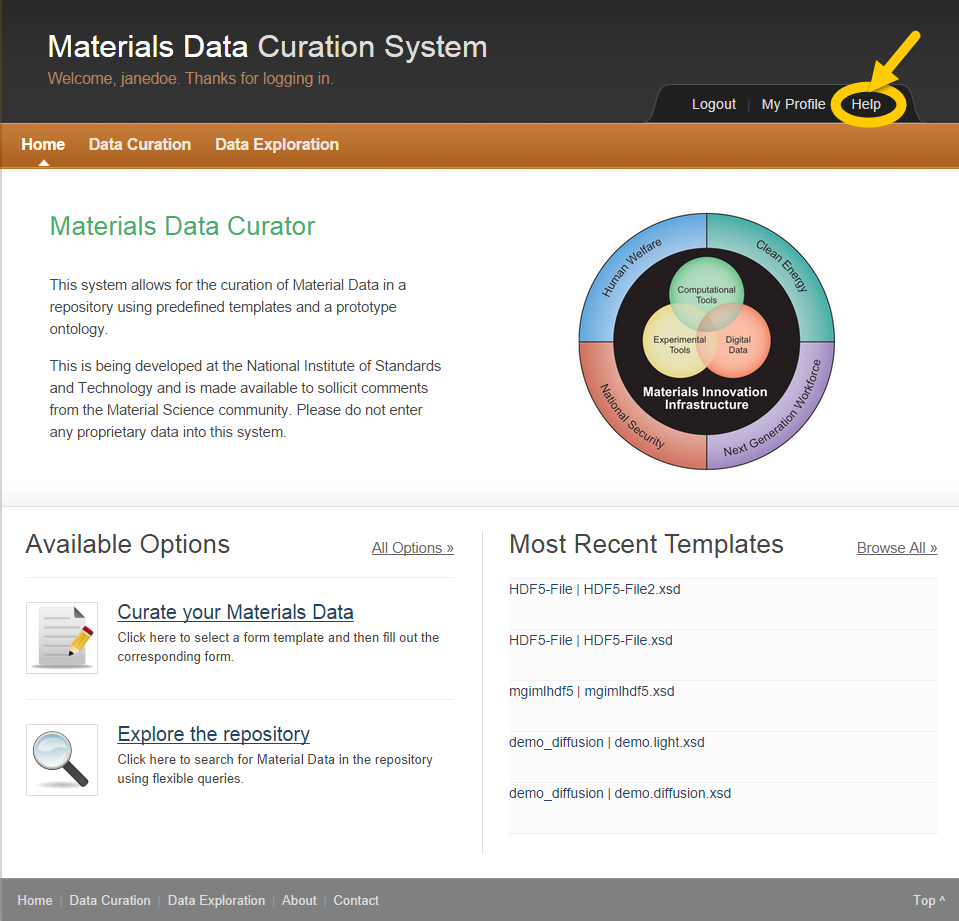 Materials Data Curation System
Welcome, janedoe. Thanks for logging in.
Logout | My Profile Help
Home Data Curation Data Exploration
Materials Data Curator
This system allows for the curation of Material Data in a
repository using predefined templates and a prototype
ontology.
This is being developed at the National Institute of Standards
and Technology and is made available to sollicit comments
from the Material Science community. Please do not enter
any proprietary data into this system.
Human Welfare
Clean Energy
Computational
Tools
Experimental
Tools
Digital
Data
Materials Innovation
Infrastructure
National Security
Next Generation Workforce
Available Options
All Options »
Curate your Materials Data
Click here to select a form template and then fill out the
corresponding form.
Explore the repository
Click here to search for Material Data in the repository
using flexible queries.
Most Recent Templates
Browse All »
HDF5-File | HDF5-File2.xsd
HDF5-File | HDF5-File.xsd
mgimlhdf5 | mgimlhdf5.xsd
demo_diffusion | demo.light.xsd
demo_diffusion | demo.diffusion.xsd
Home | Data Curation | Data Exploration | About | Contact
Top ^